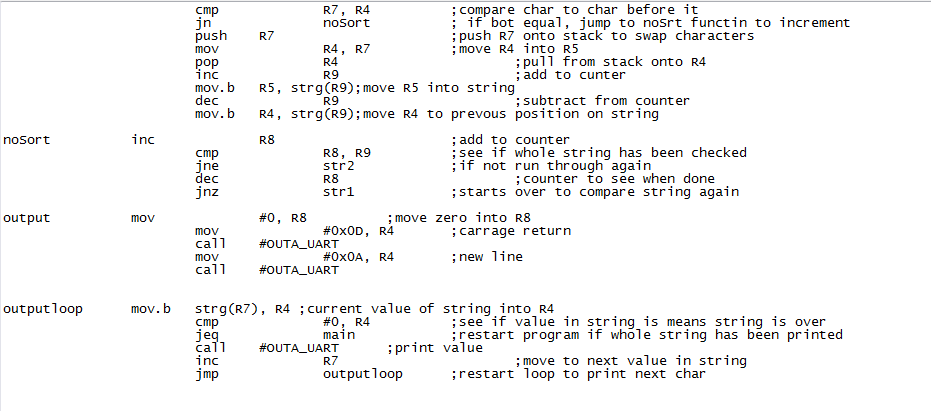 cmp R7, R4 ;compare char to char before it
jn noSort ; if bot equal, jump to noSrt functin to increment
push R7 ;push R7 onto stack to swap characters
mov R4, R7 ;move R4 into R5
pop R4 ;pull from stack onto R4
inc R9 ;add to cunter
mov.b R5, strg(R9);move R5 into string
dec R9 ;subtract from counter
mov.b R4, strg(R9);move R4 to prevous position on string
noSort inc R8 ;add to counter
cmp R8, R9 ;see if whole string has been checked
jne str2 ;if not run through again
dec R8 ;counter to see when done
jnz str1 ;starts over to compare string again
output mov #0, R8 ;move zero into R8
mov #0x0D, R4 ;carrage return
call #OUTA_UART
mov #0x0A, R4 ;new line
call #OUTA_UART
outputloop mov.b strg(R7), R4 ;current value of string into R4
cmp #0, R4 ;see if value in string is means string is over
jeq main ;restart program if whole string has been printed
call #OUTA_UART ;print value
inc R7 ;move to next value in string
jmp outputloop ;restart loop to print next char